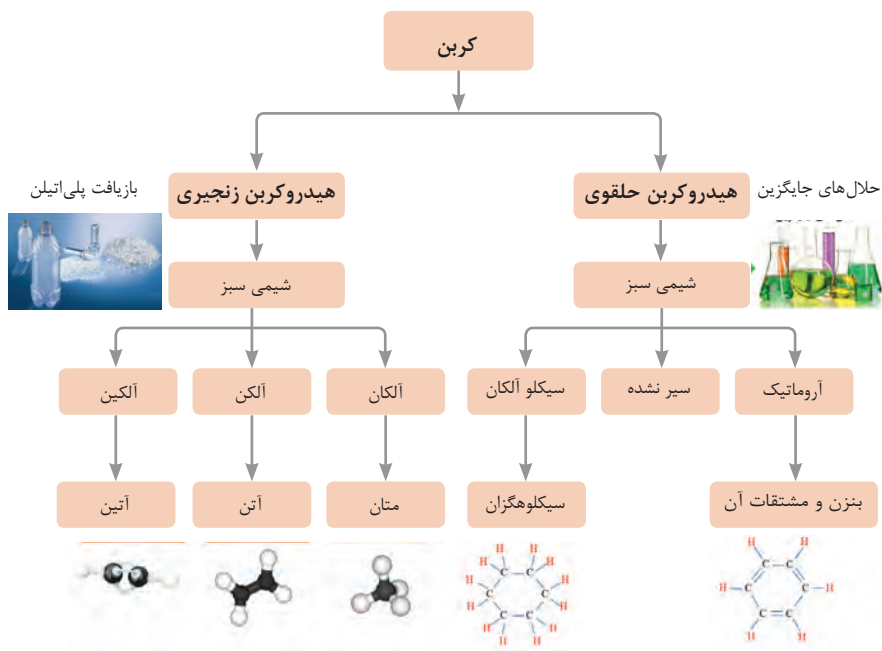 کربن
هیدروکربن حلقوی
هیدروکربن زنجیری
حلال‌های جایگزین
بازیافت پلی‌اتیلن
شیمی سبز
شیمی سبز
آروماتیک
سیر نشده
سیکلو آلکان
آلکان
آلکن
آلکین
بنزن و مشتقات آن
سیکلوهگزان
متان
آتن
آتین
H H
H C C H
H C C H
C C
H H
H H H H
H C C H
H C C H
H C C H
H H H H